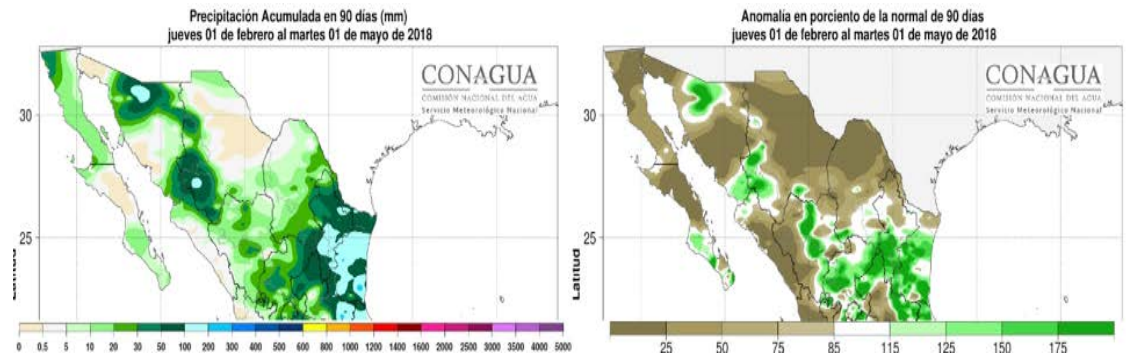 Precipitación Acumulada en 90 días (mm)
jueves 01 de febrero al martes 01 de mayo de 2018
CONAGUA
COMISIÓN NACIONAL DEL AGUA
Servicio Meteorológico Nacional
30
25
0 0.5 5 10 20 30 50 100 200 300 400 500 600 800 1000 1200 1400 1600 2000 2500 3000 3500 4000 5000
Anomalía en porciento de la normal de 90 días
jueves 01 de febrero al martes 01 de mayo de 2018
CONAGUA
COMISIÓN NACIONAL DEL AGUA
Servicio Meteorológico Nacional
30
25
Latitud
25 50 75 85 115 125 150 175